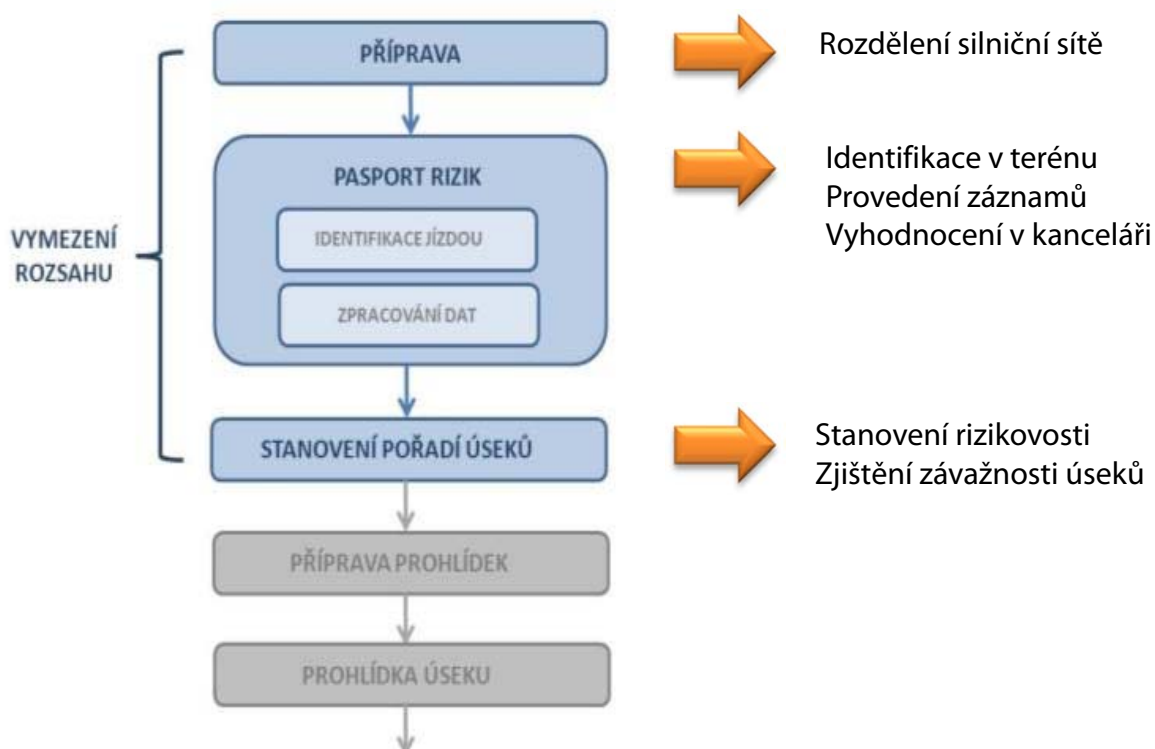 PŘÍPRAVA
Rozdělení silniční sítě
PASPORT RIZIK
IDENTIFIKACE JÍZDOU
ZPRACOVÁNÍ DAT
Identifikace v terénu
Provedení záznamů
Vyhodnocení v kanceláři
VYMEZENÍ
ROZSAHU
STANOVENÍ POŘADÍ ÚSEKŮ
Stanovení rizikovosti
Zjištění závažnosti úseků
PŘÍPRAVA PROHLÍDEK
PROHLÍDKA ÚSEKU